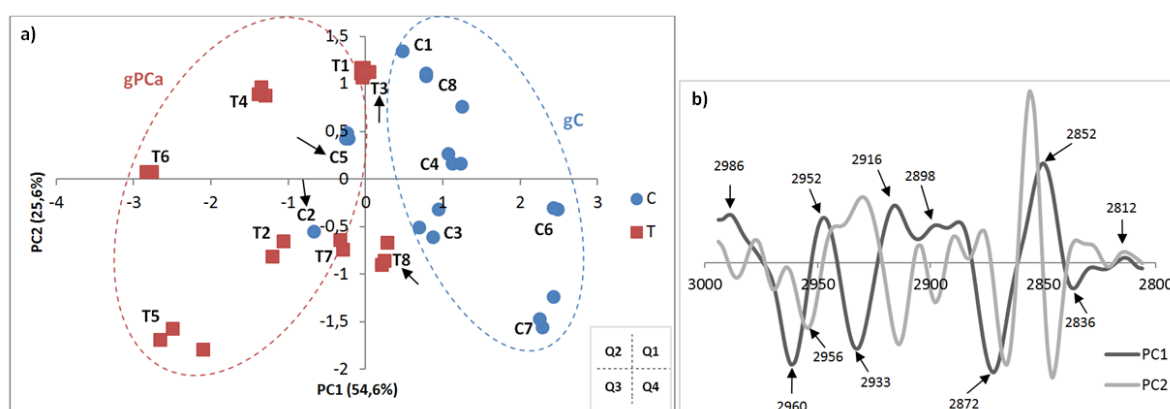 a)
1,5
1
0,5
0
-0,5
-1
-1,5
-2
-4 -3 -2 -1 0 1 2 3
PC2 (25,6%)
PC1 (54,6%)
gPCa
gC
T1
T3
T4
T6
C5
C2
T2
T7
T8
T5
C1
C8
C4
C3
C6
C7
C
T
Q2 Q1
Q3 Q4
b)
2986
2952
2916
2898
2852
2812
3000 2950 2900 2850 2800
2956
2933
2836
2960
2872
PC1
PC2